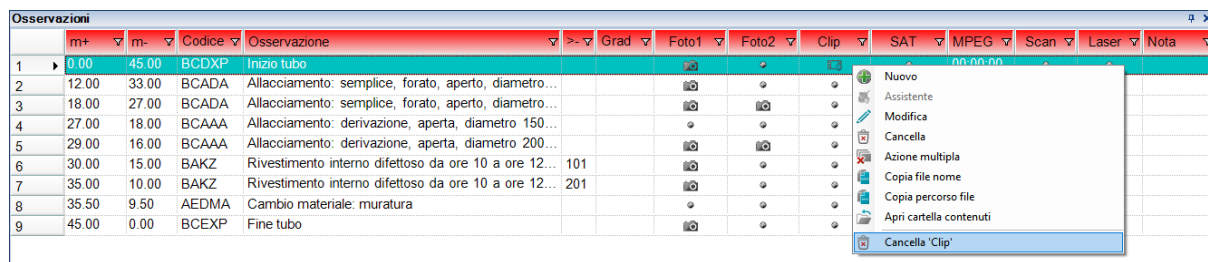 Osservazioni
m+ m- Codice Osservazione >- Grad Foto1 Foto2 Clip SAT MPEG Scan Laser Nota
1 0.00 45.00 BCDXP Inizio tubo 00:00:00
2 12.00 33.00 BCADA Allacciamento: semplice, forato, aperto, diametro...
3 18.00 27.00 BCADA Allacciamento: semplice, forato, aperto, diametro...
4 27.00 18.00 BCAAA Allacciamento: derivazione, aperta, diametro 150...
5 29.00 16.00 BCAAA Allacciamento: derivazione, aperta, diametro 200...
6 30.00 15.00 BAKZ Rivestimento interno difettoso da ore 10 a ore 12... 101
7 35.00 10.00 BAKZ Rivestimento interno difettoso da ore 10 a ore 12... 201
8 35.50 9.50 AEDMA Cambio materiale: muratura
9 45.00 0.00 BCEXP Fine tubo
Nuovo
Assistente
Modifica
Cancella
Azione multipla
Copia file nome
Copia percorso file
Apri cartella contenuti
Cancella 'Clip'